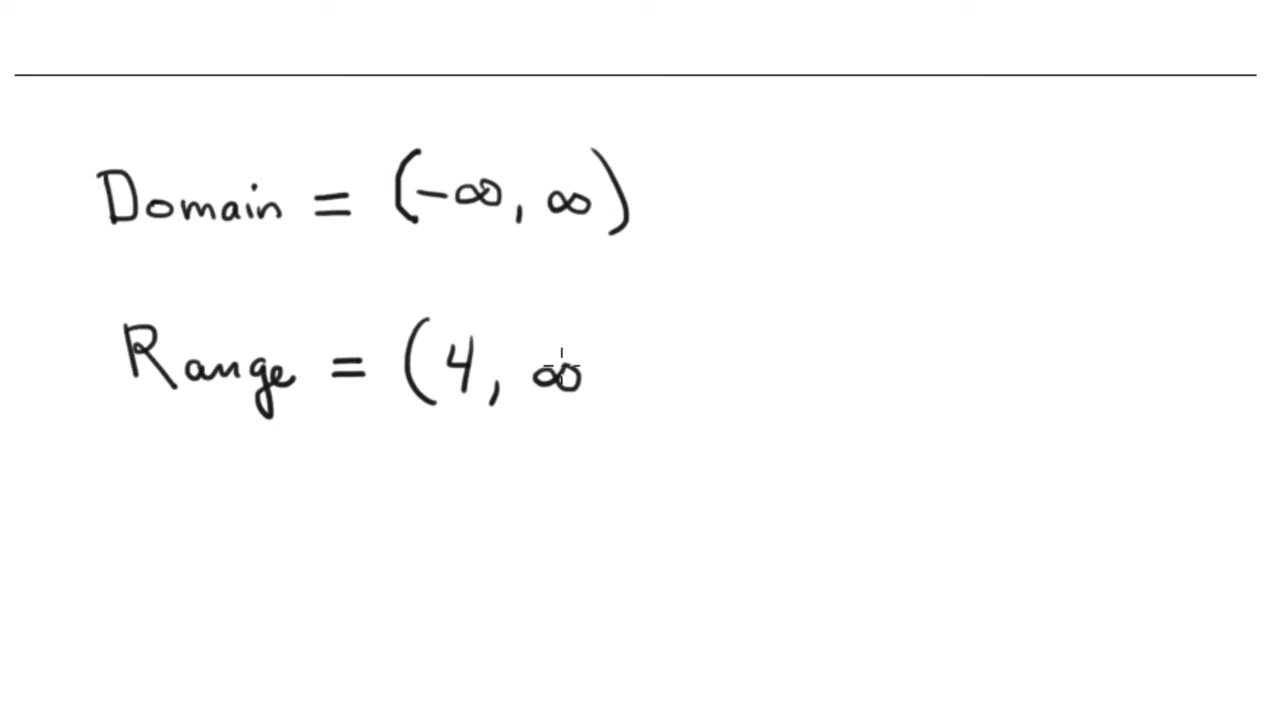 Domain = (-∞, ∞)
Range = (4, ∞